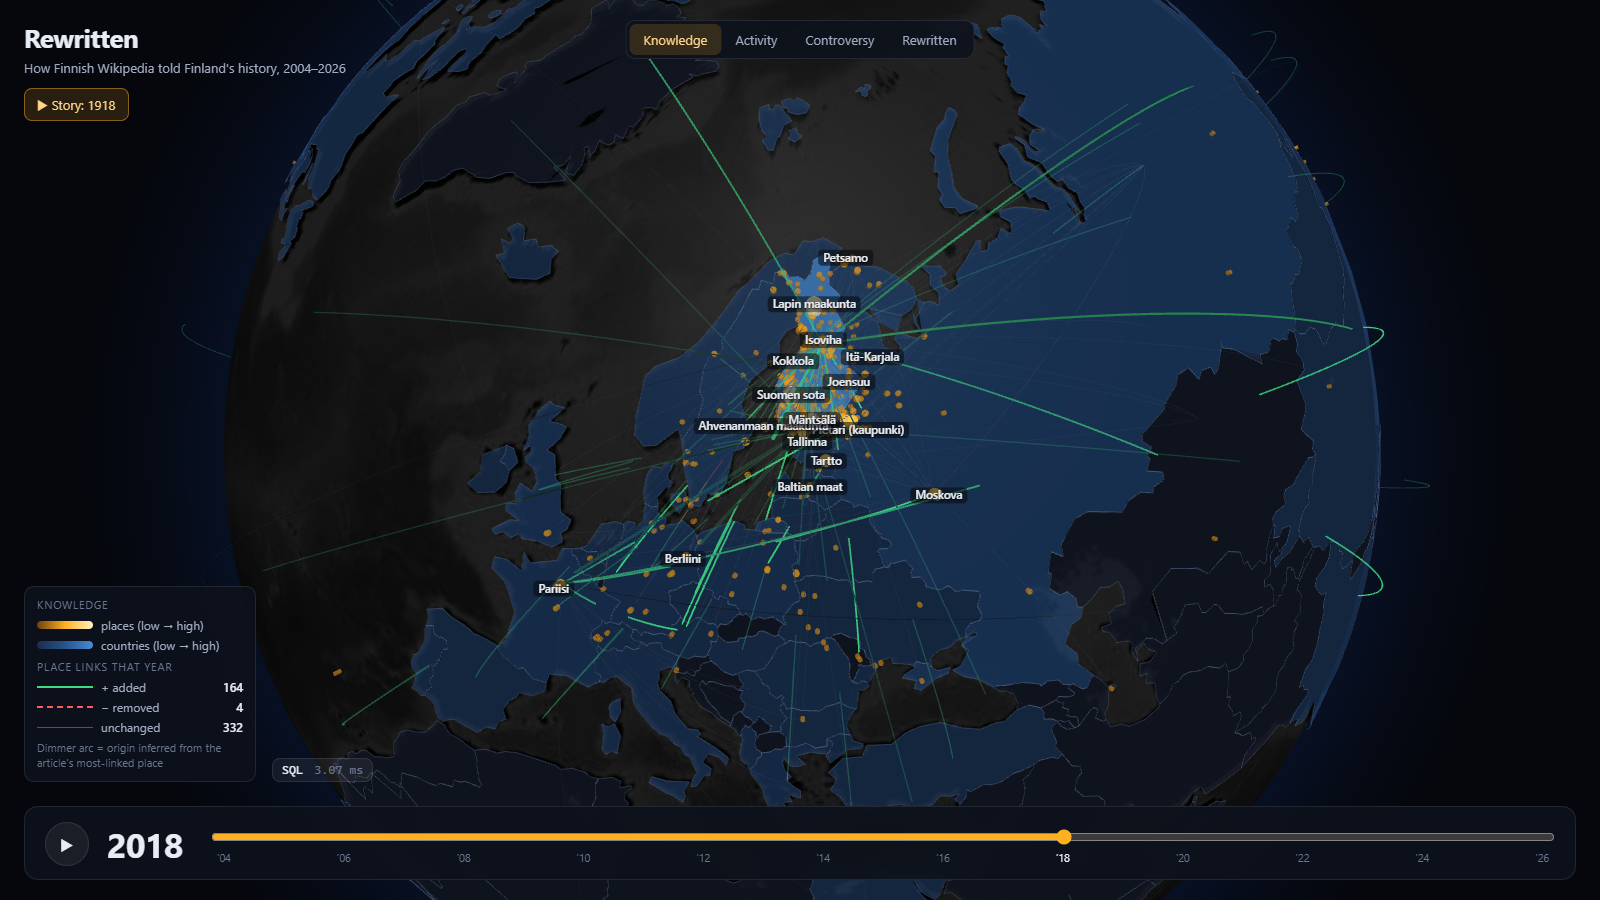 Rewritten
How Finnish Wikipedia told Finland's history, 2004–2026
▶ Story: 1918
Knowledge
Activity
Controversy
Rewritten
Petsamo
Lapin maakunta
Isoviha
Kokkola
Itä-Karjala
Joensuu
Suomen sota
Mäntsälä
Ahvenanmaan maakunta
(kaupunki)
Tallinna
Tartto
Baltian maat
Moskova
Berliini
Pariisi
KNOWLEDGE
places (low → high)
countries (low → high)
PLACE LINKS THAT YEAR
+ added 164
− removed 4
unchanged 332
Dimmer arc = origin inferred from the
article's most-linked place
SQL 3.07 ms
2018
'04 '06 '08 '10 '12 '14 '16 '18 '20 '22 '24 '26